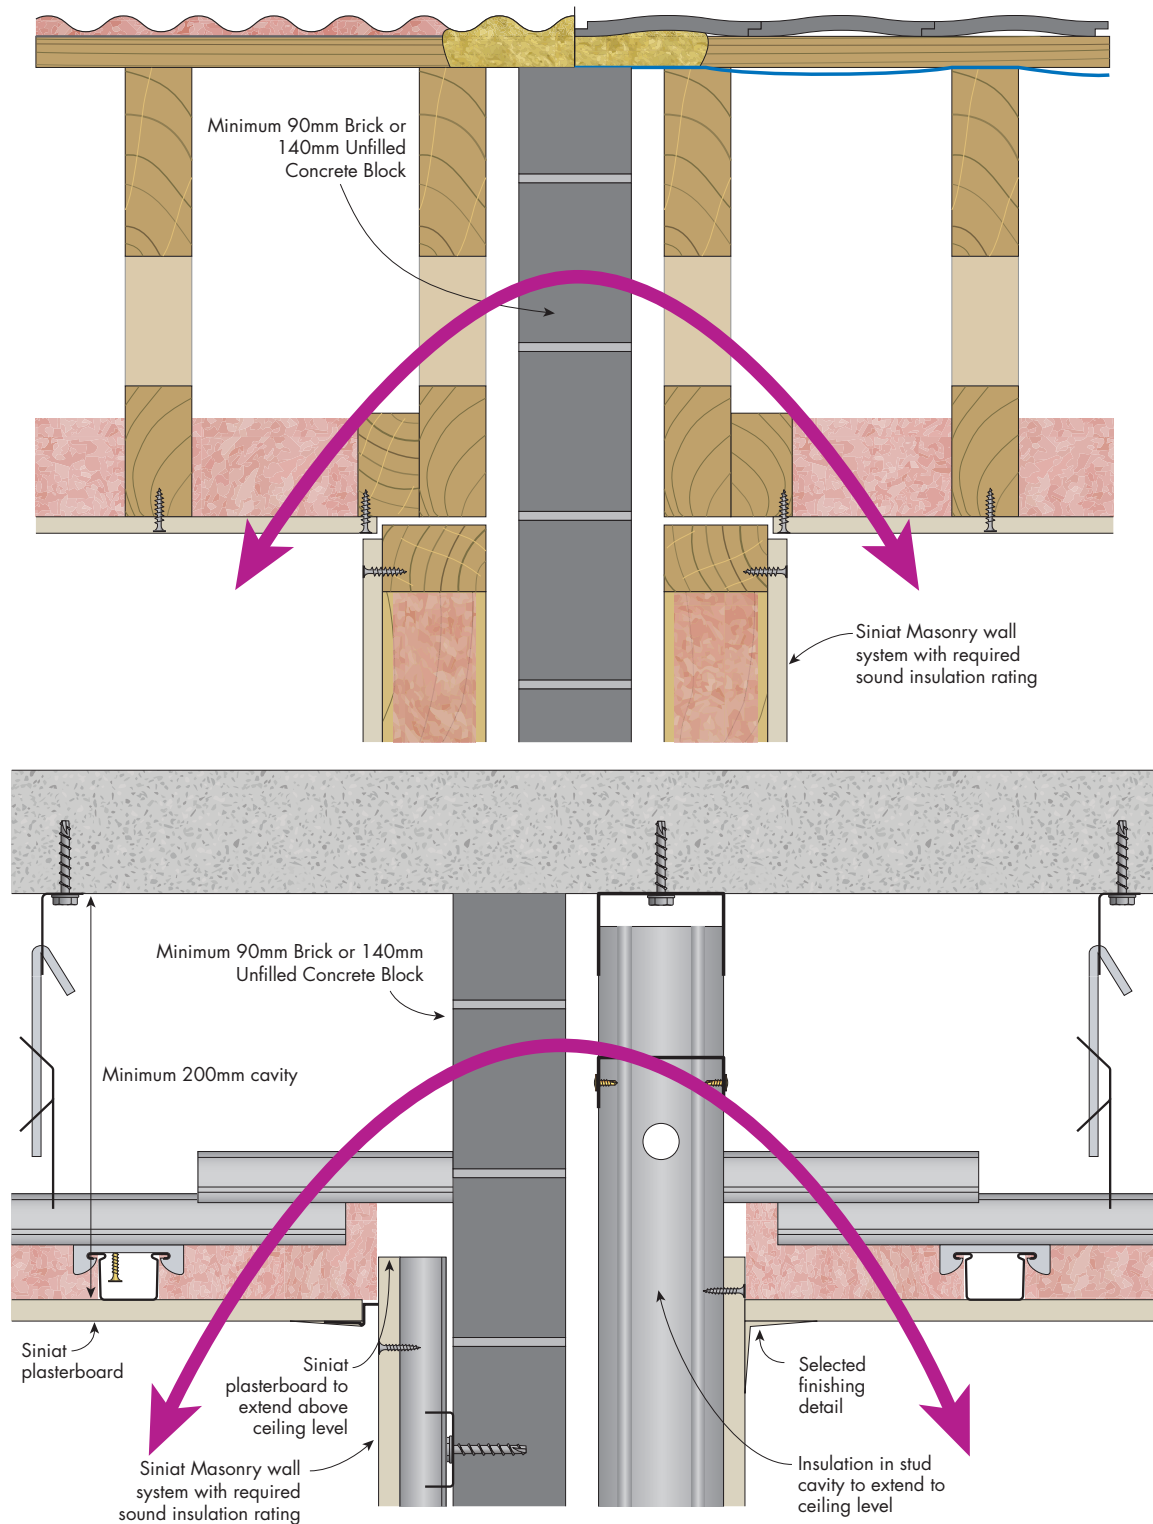 Minimum 90mm Brick or
140mm Unfilled
Concrete Block
Siniat Masonry wall
system with required
sound insulation rating
Minimum 90mm Brick or 140mm
Unfilled Concrete Block
Minimum 200mm cavity
Siniat
plasterboard
Siniat
plasterboard to
extend above
ceiling level
Selected
finishing
detail
Siniat Masonry wall
system with required
sound insulation rating
Insulation in stud
cavity to extend to
ceiling level